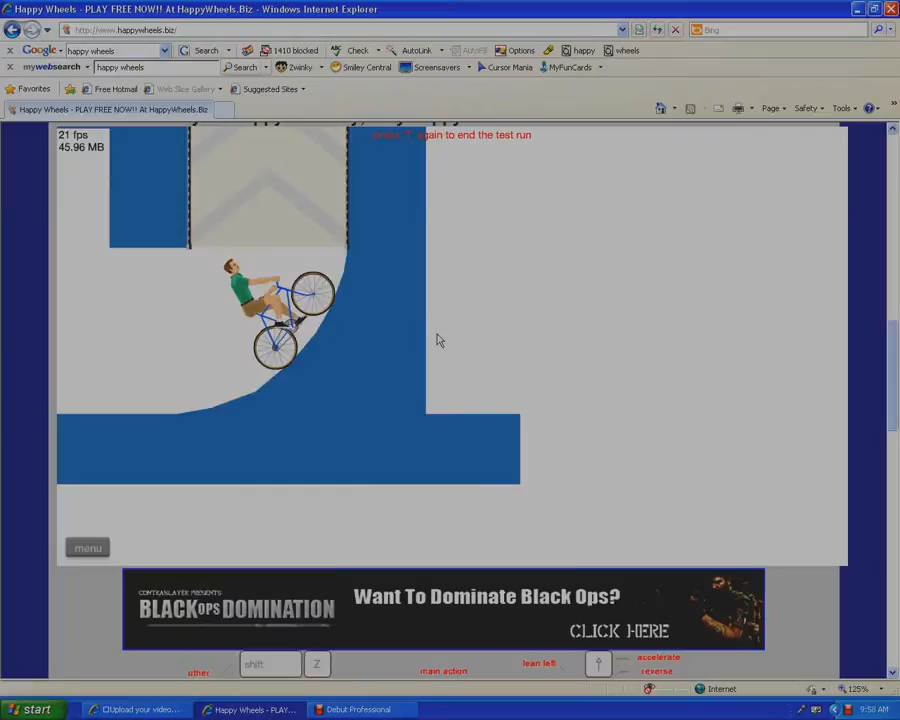 Happy Wheels - PLAY FREE NOW!! At HappyWheels.Biz - Windows Internet Explorer
http://www.happywheels.biz/
Bing
Google happy wheels Search 1410 blocked Check AutoLink AutoFill Options happy wheels
mywebsearch happy wheels Search Zwinky Smiley Central Screensavers Cursor Mania MyFunCards
Favorites Free Hotmail Web Slice Gallery Suggested Sites
Happy Wheels - PLAY FREE NOW!! At HappyWheels.Biz Page Safety Tools
21 fps
45.96 MB
again to end the test run
menu
CONTRASLAYER PRESENTS
BLACK OPS DOMINATION
Want To Dominate Black Ops?
CLICK HERE
other shift Z main action lean left accelerate
reverse
Internet 125%
start Upload your video... Happy Wheels - PLAY... Debut Professional 9:58 AM